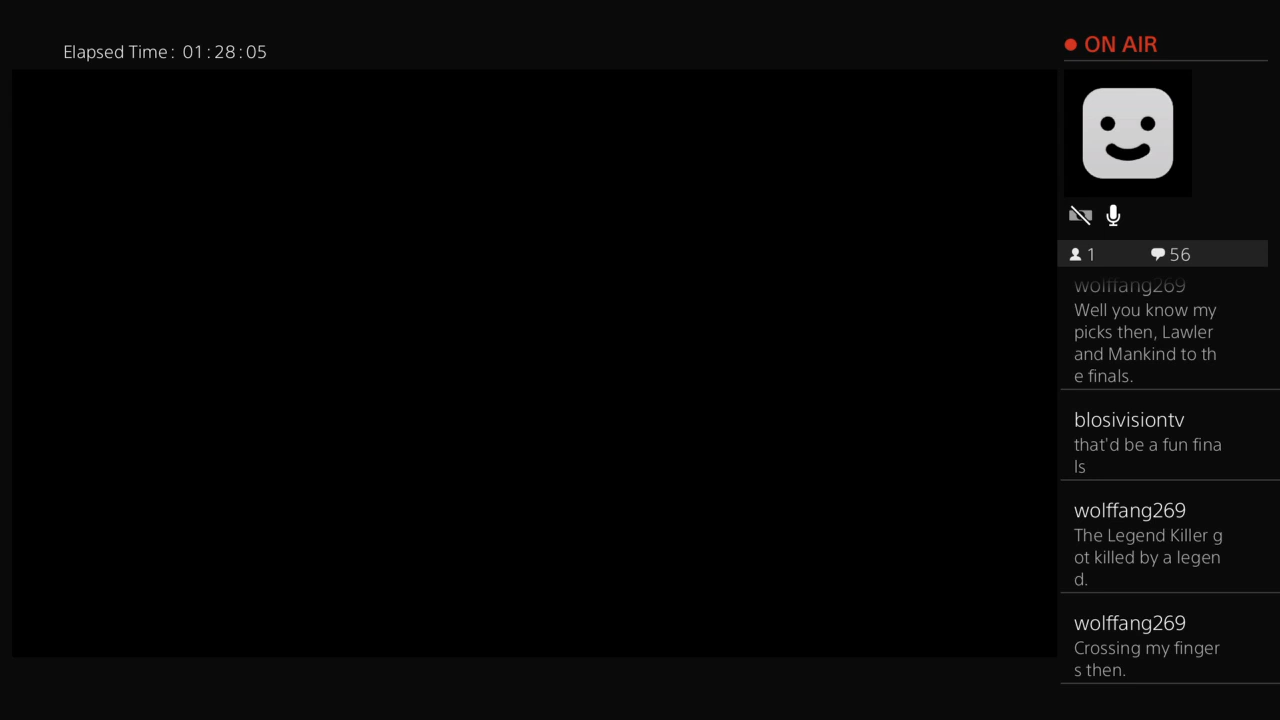 Elapsed Time: 01:28:05
ON AIR
1 56
wolffang269
Well you know my
picks then, Lawler
and Mankind to th
e finals.
blosivisiontv
that'd be a fun fina
ls
wolffang269
The Legend Killer g
ot killed by a legen
d.
wolffang269
Crossing my finger
s then.